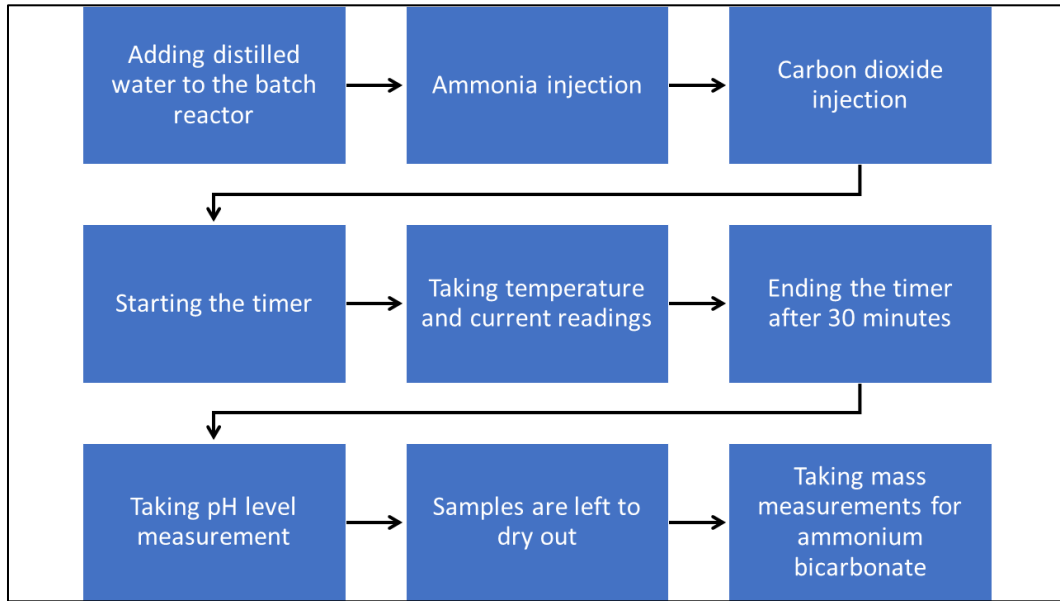 Adding distilled
water to the batch
reactor
Ammonia injection
Carbon dioxide
injection
Starting the timer
Taking temperature
and current readings
Ending the timer
after 30 minutes
Taking pH level
measurement
Samples are left to
dry out
Taking mass
measurements for
ammonium
bicarbonate